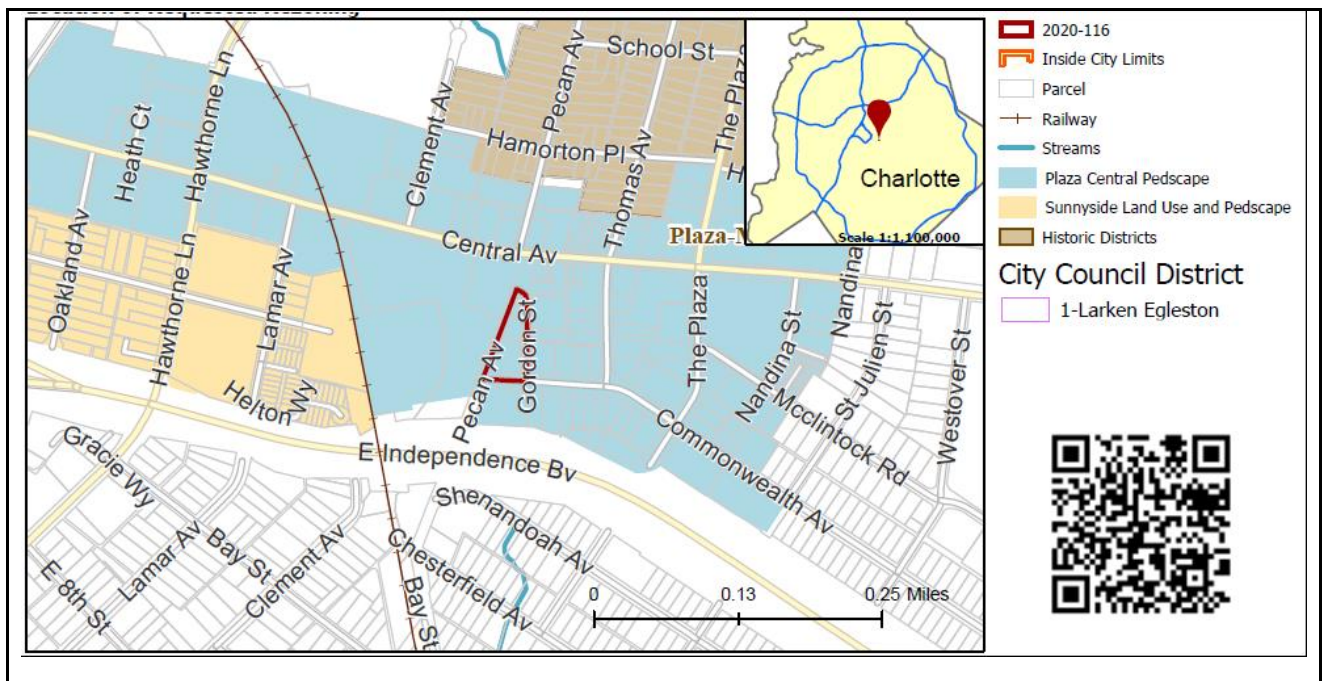 School St
Pecan Av
The Plaza
Clement Av
Hamorton Pl
Thomas Av
H
Heath Ct
Hawthorne Ln
Oakland Av
Hawthorne Ln
Lamar Av
Central Av
Plaza-M
Charlotte
Scale 1:1,100,000
Nandina
Pecan Av
Gordon St
The Plaza
Nandina St
St Julien St
Westover St
Mcclintock Rd
Commonwealth Av
Helton Wy
E Independence Bv
Gracie Wy
Shenandoah Av
Lamar Av
Bay St
Clement Av
Chesterfield Av
E 8th St
Bay St
0 0.13 0.25 Miles
2020-116
Inside City Limits
Parcel
Railway
Streams
Plaza Central Pedscape
Sunnyside Land Use and Pedscape
Historic Districts
City Council District
1-Larken Egleston